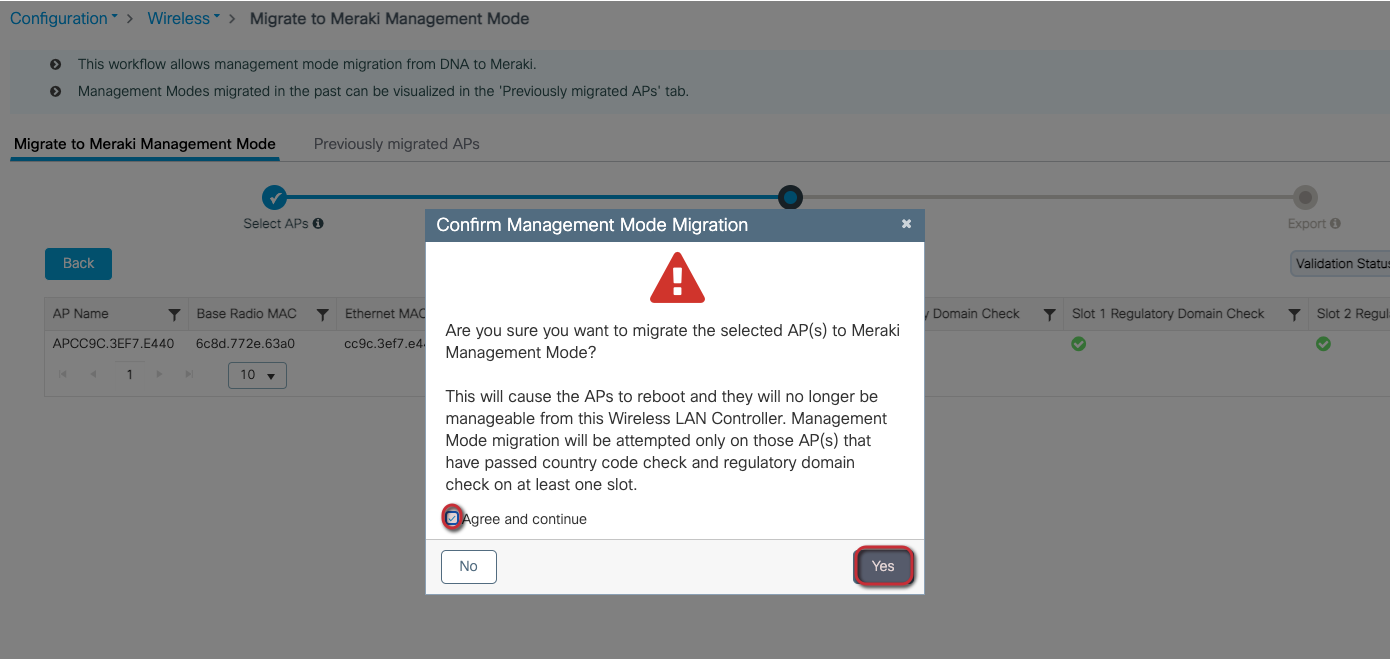 Configuration > Wireless > Migrate to Meraki Management Mode
This workflow allows management mode migration from DNA to Meraki.
Management Modes migrated in the past can be visualized in the 'Previously migrated APs' tab.
Migrate to Meraki Management Mode Previously migrated APs
Select APs
Export
Confirm Management Mode Migration
Back
Validation Status
AP Name Base Radio MAC Ethernet MAC Domain Check Slot 1 Regulatory Domain Check Slot 2
APCC9C.3EF7.E440 6c8d.772e.63a0 cc9c.3ef7.e4
1 10
Are you sure you want to migrate the selected AP(s) to Meraki
Management Mode?
This will cause the APs to reboot and they will no longer be
manageable from this Wireless LAN Controller. Management
Mode migration will be attempted only on those AP(s) that
have passed country code check and regulatory domain
check on at least one slot.
Agree and continue
No Yes